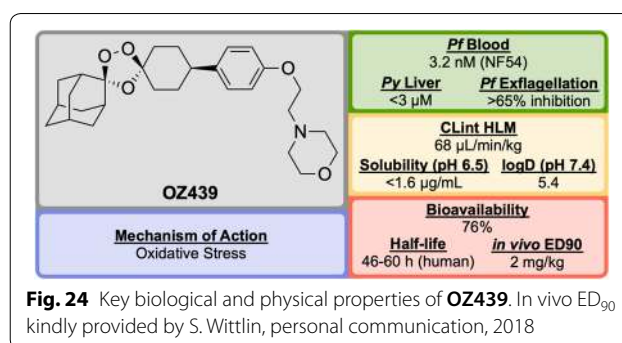 O-O
O
O
N
O
OZ439
Mechanism of Action
Oxidative Stress
Pf Blood
3.2 nM (NF54)
Py Liver Pf Exflagellation
<3 µM >65% inhibition
CLint HLM
68 µL/min/kg
Solubility (pH 6.5) logD (pH 7.4)
<1.6 µg/mL 5.4
Bioavailability
76%
Half-life in vivo ED90
46-60 h (human) 2 mg/kg
Fig. 24 Key biological and physical properties of OZ439. In vivo ED90
kindly provided by S. Wittlin, personal communication, 2018